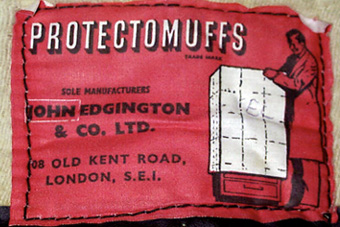 PROTECTOMUFFS
TRADE MARK
SOLE MANUFACTURERS
JOHN EDGINGTON
& CO. LTD.
08 OLD KENT ROAD,
LONDON, S.E.I.